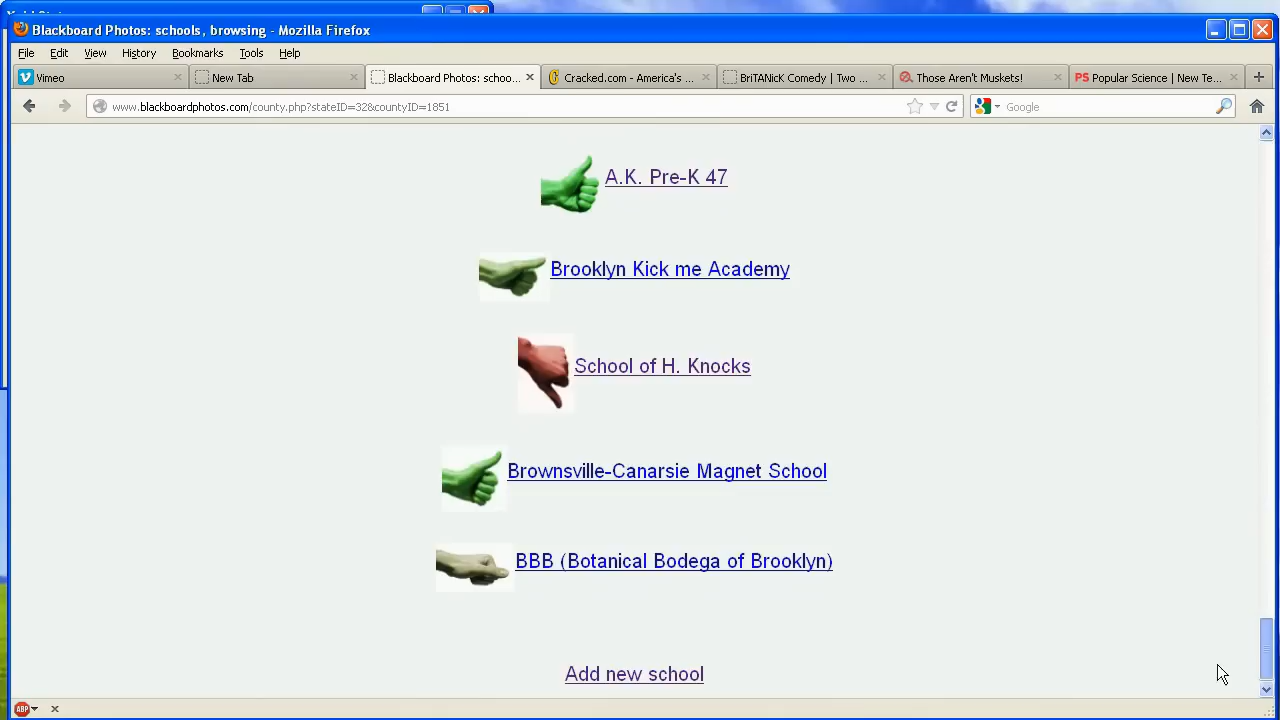 Blackboard Photos: schools, browsing - Mozilla Firefox
File Edit View History Bookmarks Tools Help
Vimeo
New Tab
Blackboard Photos: schoo...
Cracked.com - America's ...
BriTANicK Comedy | Two ...
Those Aren't Muskets!
PS Popular Science | New Te...
www.blackboardphotos.com/county.php?stateID=32&countyID=1851
Google
A.K. Pre-K 47
Brooklyn Kick me Academy
School of H. Knocks
Brownsville-Canarsie Magnet School
BBB (Botanical Bodega of Brooklyn)
Add new school
ABP